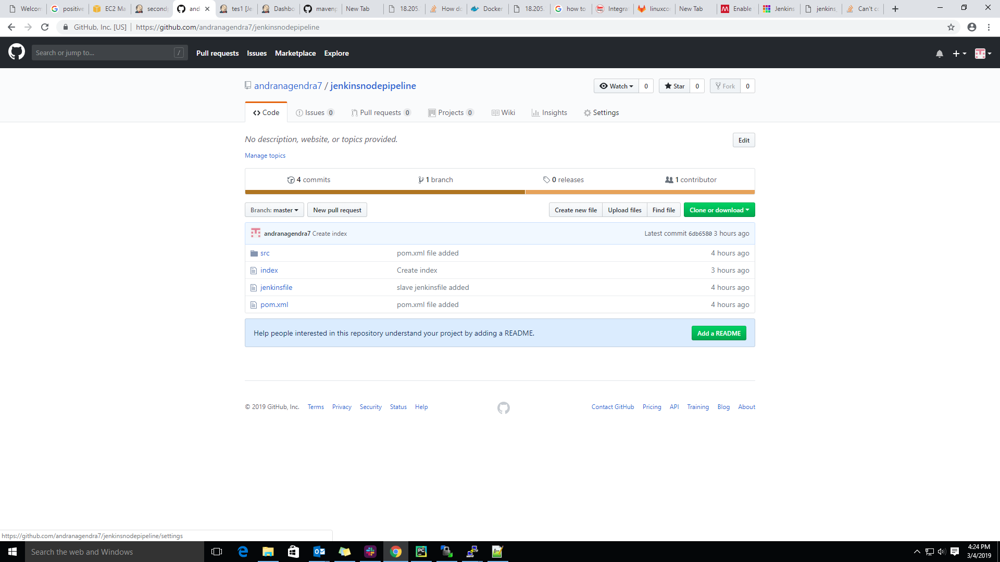 Welcom
positive
EC2 Ma
second
and
tes1 [Je
Dashbo
mavenp
New Tab
18.205.
How do
Docker
18.205.
how to
Integra
linuxco
New Tab
Enable
Jenkins
jenkins_
Can't co
GitHub, Inc. [US]
https://github.com/andranagendra7/jenkinsnodepipeline
Search or jump to...
/
Pull requests
Issues
Marketplace
Explore
andranagendra7 / jenkinsnodepipeline
Watch
0
Star
0
Fork
0
Code
Issues 0
Pull requests 0
Projects 0
Wiki
Insights
Settings
No description, website, or topics provided.
Edit
Manage topics
4 commits
1 branch
0 releases
1 contributor
Branch: master
New pull request
Create new file
Upload files
Find file
Clone or download
andranagendra7 Create index
Latest commit 6db6580 3 hours ago
src
pom.xml file added
4 hours ago
index
Create index
3 hours ago
jenkinsfile
slave jenkinsfile added
4 hours ago
pom.xml
pom.xml file added
4 hours ago
Help people interested in this repository understand your project by adding a README.
Add a README
© 2019 GitHub, Inc.
Terms
Privacy
Security
Status
Help
Contact GitHub
Pricing
API
Training
Blog
About
https://github.com/andranagendra7/jenkinsnodepipeline/settings
Search the web and Windows
4:24 PM
3/4/2019